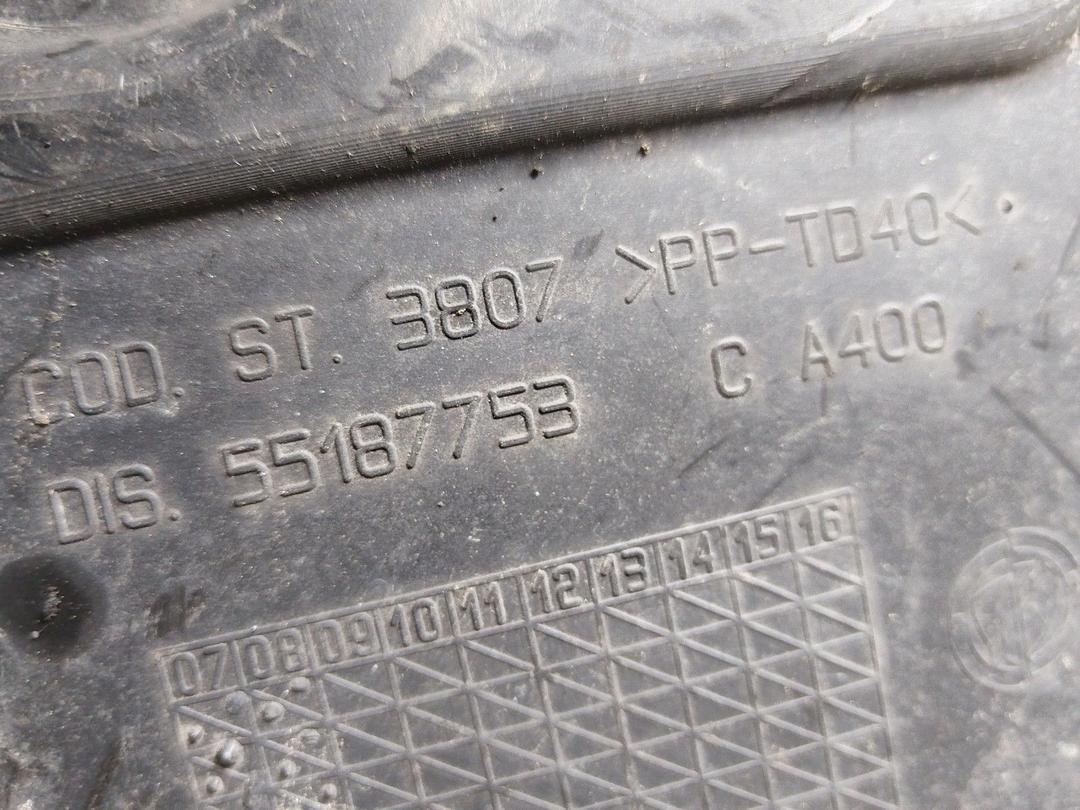 COD. ST. 3807 >PP-TD40<
DIS. 55187753 C A400
07 08 09 10 11 12 13 14 15 16